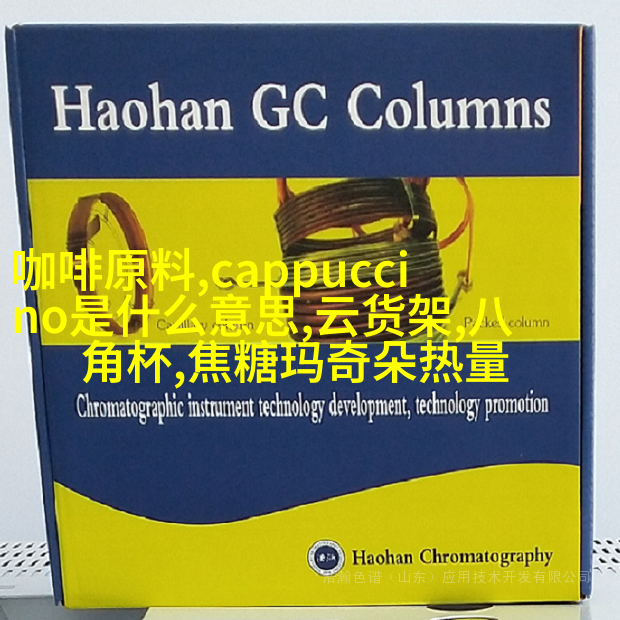 Haohan GC Columns
咖啡原料,cappucci
no是什么意思,云货架,八
角杯,焦糖玛奇朵热量
Packed column
Chromatographic instrument technology development, technology promotion
Haohan Chromatography
浩瀚色谱（山东）应用技术开发有限公司